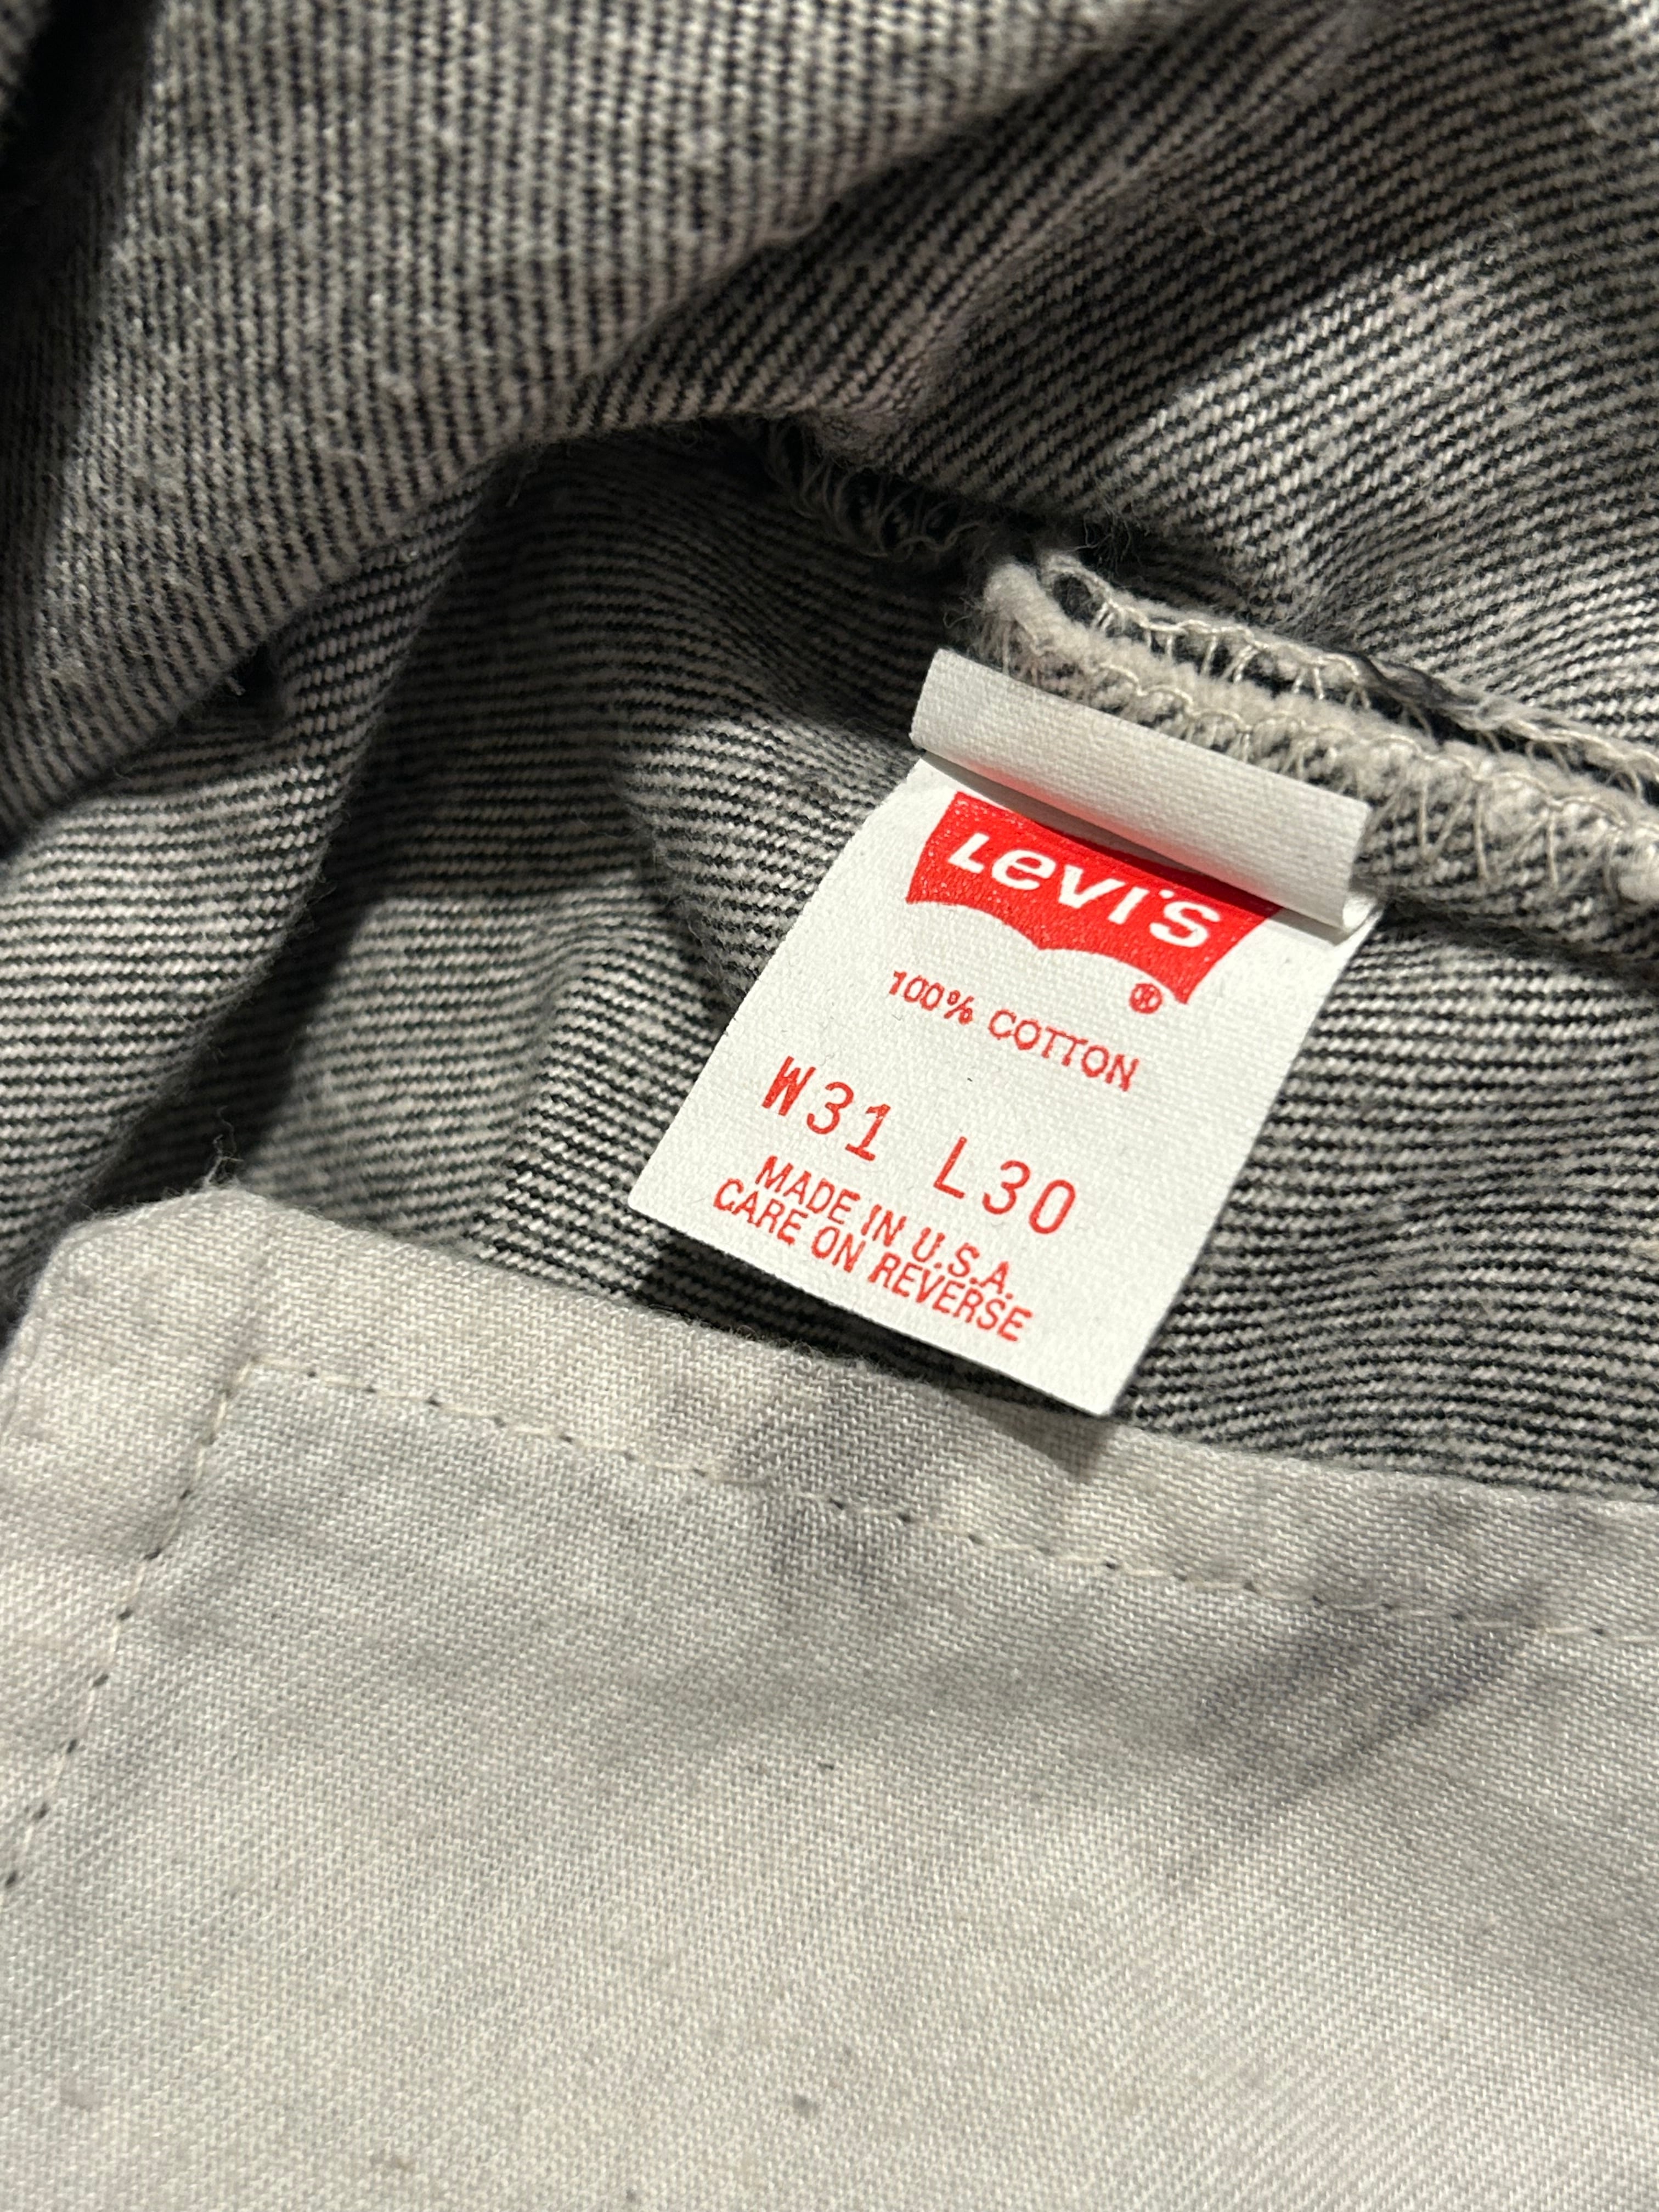 Levi's
®
100% COTTON
W31 L30
MADE IN U.S.A.
CARE ON REVERSE